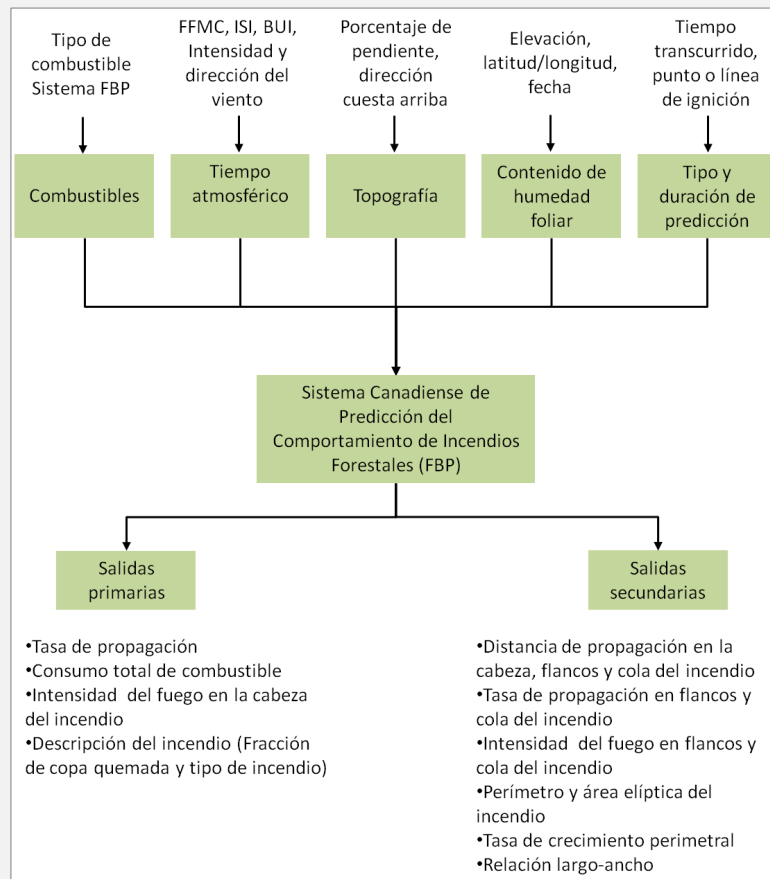 Tipo de
combustible
Sistema FBP
FFMC, ISI, BUI,
Intensidad y
dirección del
viento
Porcentaje de
pendiente,
dirección
cuesta arriba
Elevación,
latitud/longitud,
fecha
Tiempo
transcurrido,
punto o línea
de ignición
Combustibles
Tiempo
atmosférico
Topografía
Contenido de
humedad
foliar
Tipo y
duración de
predicción
Sistema Canadiense de
Predicción del
Comportamiento de Incendios
Forestales (FBP)
Salidas
primarias
Salidas
secundarias
•Tasa de propagación
•Consumo total de combustible
•Intensidad del fuego en la cabeza
del incendio
•Descripción del incendio (Fracción
de copa quemada y tipo de incendio)
•Distancia de propagación en la
cabeza, flancos y cola del incendio
•Tasa de propagación en flancos y
cola del incendio
•Intensidad del fuego en flancos y
cola del incendio
•Perímetro y área elíptica del
incendio
•Tasa de crecimiento perimetral
•Relación largo-ancho